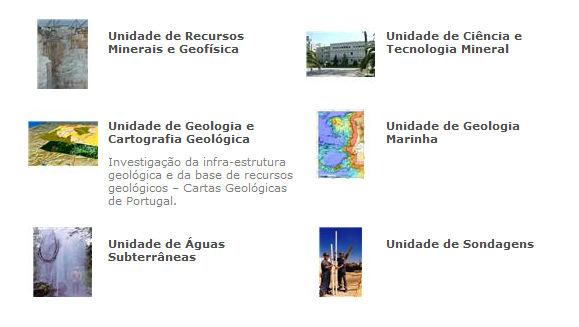 Unidade de Recursos
Minerais e Geofísica
Unidade de Ciência e
Tecnologia Mineral
Unidade de Geologia e
Cartografia Geológica
Investigação da infra-estrutura
geológica e da base de recursos
geológicos – Cartas Geológicas
de Portugal.
Unidade de Geologia
Marinha
Unidade de Águas
Subterrâneas
Unidade de Sondagens